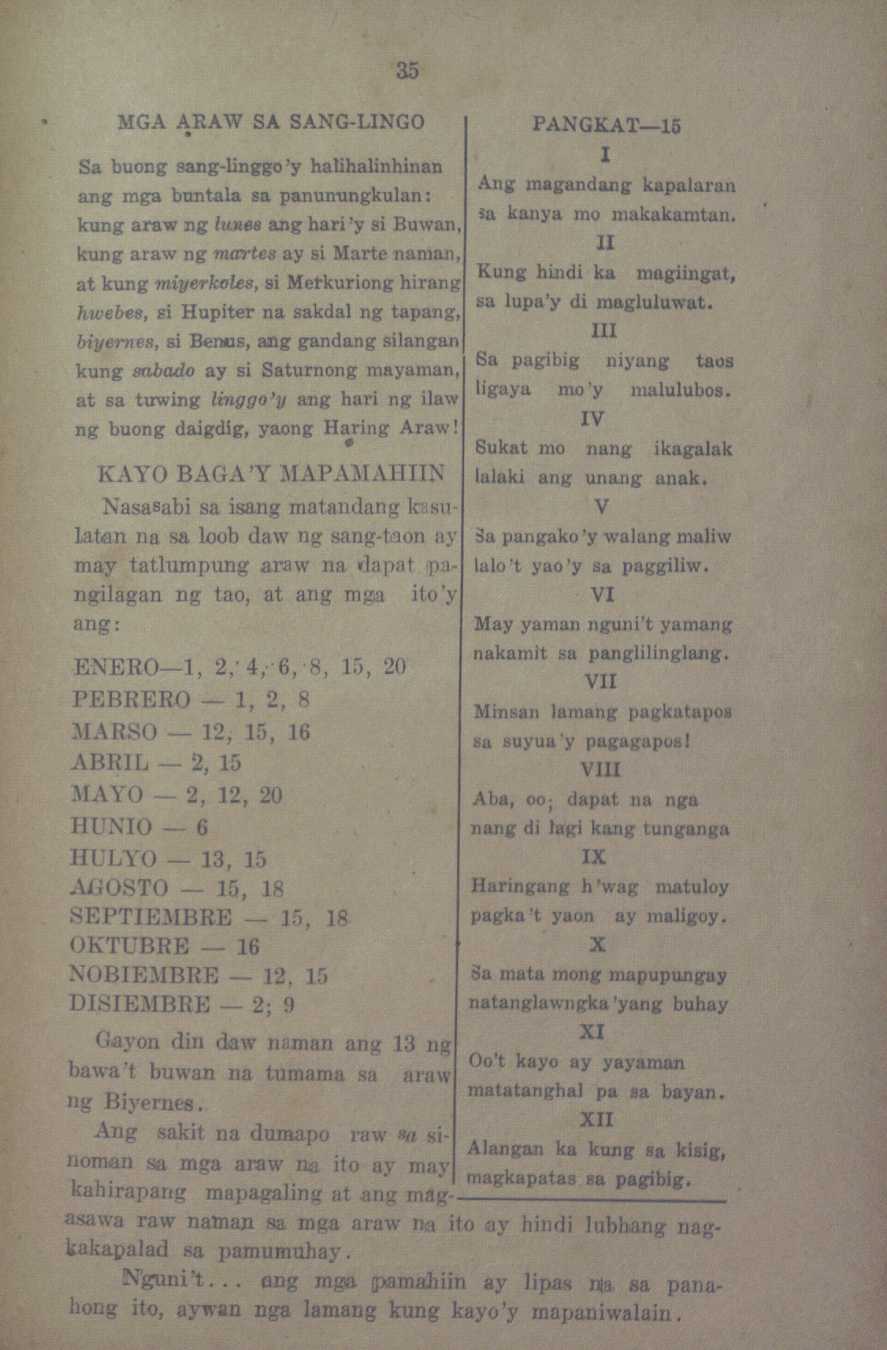 35
MGA ARAW SA SANG-LINGO
Sa buong sang-linggo'y halihalinhinan
ang mga buntala sa panunungkulan:
kung araw ng lunes ang hari'y si Buwan,
kung araw ng martes ay si Marte naman,
at kung miyerkoles, si Merkuriong hirang
hwebes, si Hupiter na sakdal ng tapang,
biyernes, si Benus, ang gandang silangan
kung sabado ay si Saturnong mayaman,
at sa tuwing linggo'y ang hari ng ilaw
ng buong daigdig, yaong Haring Araw!
KAYO BAGA'Y MAPAMAHIIN
Nasasabi sa isang matandang kasu-
latan na sa loob daw ng sang-taon ay
may tatlumpung araw na dapat pa-
ngilagan ng tao, at ang mga ito'y
ang:
ENERO—1, 2, 4, 6, 8, 15, 20
PEBRERO — 1, 2, 8
MARSO — 12, 15, 16
ABRIL — 2, 15
MAYO — 2, 12, 20
HUNIO — 6
HULYO — 13, 15
AGOSTO — 15, 18
SEPTIEMBRE — 15, 18
OKTUBRE — 16
NOBIEMBRE — 12, 15
DISIEMBRE — 2; 9
Gayon din daw naman ang 13 ng
bawa't buwan na tumama sa araw
ng Biyernes.
Ang sakit na dumapo raw sa si-
noman sa mga araw na ito ay may
kahirapang mapagaling at ang mag-
asawa raw naman sa mga araw na ito ay hindi lubhang nag-
kakapalad sa pamumuhay.
Nguni't... ang mga pamahiin ay lipas na sa pana-
hong ito, aywan nga lamang kung kayo'y mapaniwalain.
PANGKAT—15
I
Ang magandang kapalaran
sa kanya mo makakamtan.
II
Kung hindi ka magiingat,
sa lupa'y di magluluwat.
III
Sa pagibig niyang taos
ligaya mo'y malulubos.
IV
Sukat mo nang ikagalak
lalaki ang unang anak.
V
Sa pangako'y walang maliw
lalo't yao'y sa paggiliw.
VI
May yaman nguni't yamang
nakamit sa panglilinglang.
VII
Minsan lamang pagkatapos
sa suyua'y pagagapos!
VIII
Aba, oo; dapat na nga
nang di lagi kang tunganga
IX
Haringang h'wag matuloy
pagka't yaon ay maligoy.
X
Sa mata mong mapupungay
natanglawngka'yang buhay
XI
Oo't kayo ay yayaman
matatanghal pa sa bayan.
XII
Alangan ka kung sa kisig,
magkapatas sa pagibig.